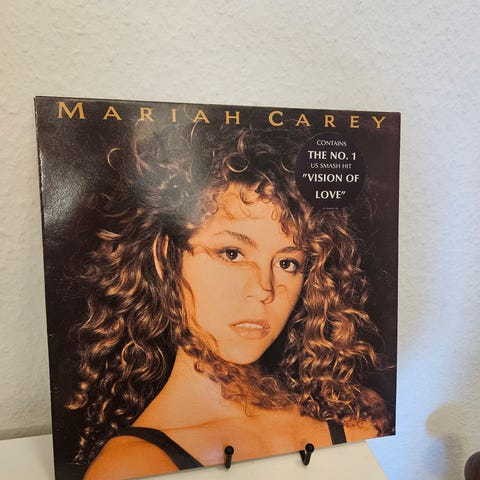 MARIAH CAREY
CONTAINS
THE NO. 1
US SMASH HIT
"VISION OF
LOVE"